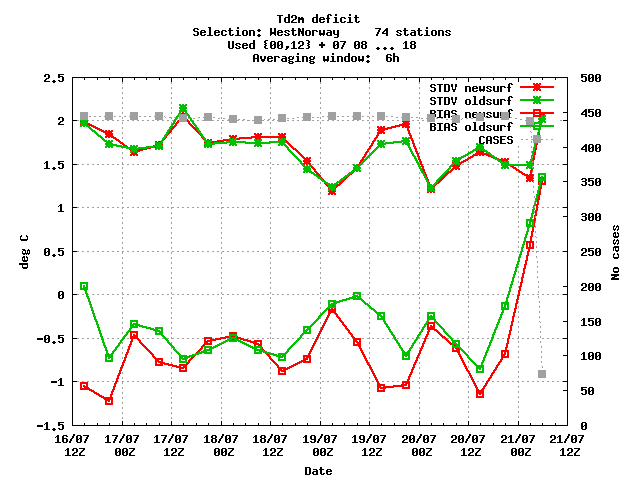 Td2m deficit
Selection: WestNorway 74 stations
Used {00,12} + 07 08 ... 18
Averaging window: 6h
2.5
2
1.5
1
0.5
0
-0.5
-1
-1.5
deg C
500
450
400
350
300
250
200
150
100
50
0
No cases
STDV newsurf
STDV oldsurf
BIAS newsurf
BIAS oldsurf
CASES
16/07 17/07 17/07 18/07 18/07 19/07 19/07 20/07 20/07 21/07 21/07
12Z 00Z 12Z 00Z 12Z 00Z 12Z 00Z 12Z 00Z 12Z
Date